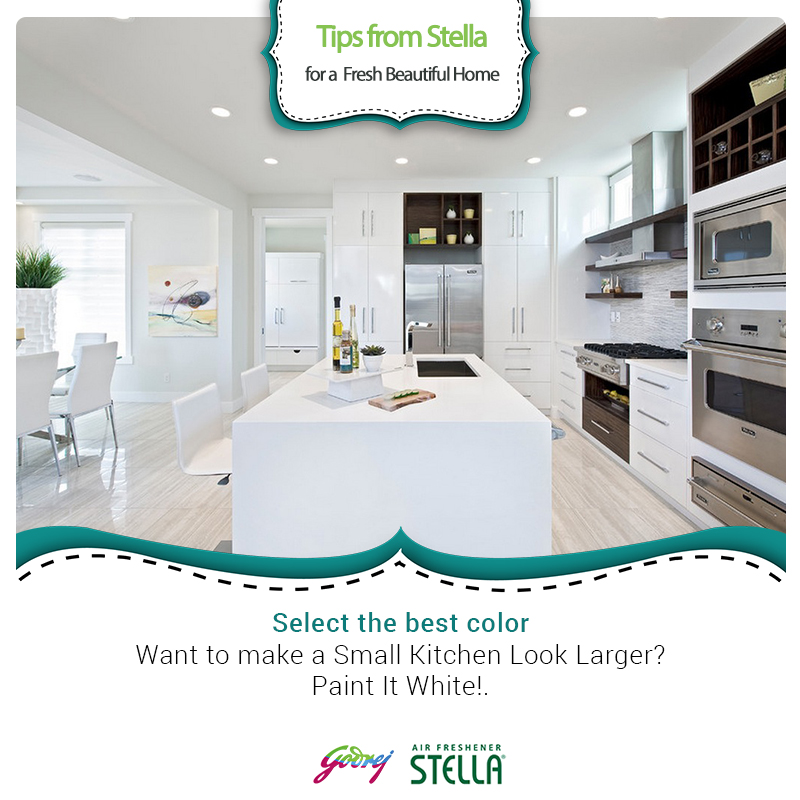 Tips from Stella
for a Fresh Beautiful Home
Select the best color
Want to make a Small Kitchen Look Larger?
Paint It White!.
Godrej
AIR FRESHENER
STELLA